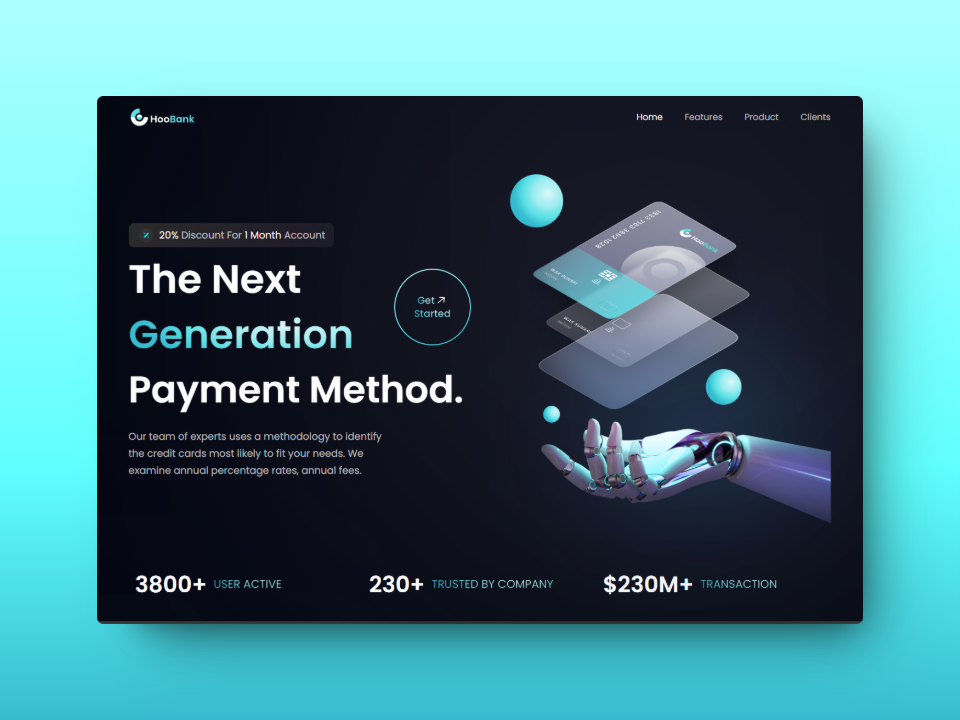 HooBank
Home Features Product Clients
20% Discount For 1 Month Account
The Next
Generation
Payment Method.
Get
Started
Our team of experts uses a methodology to identify
the credit cards most likely to fit your needs. We
examine annual percentage rates, annual fees.
HooBank
3800+ USER ACTIVE
230+ TRUSTED BY COMPANY
$230M+ TRANSACTION